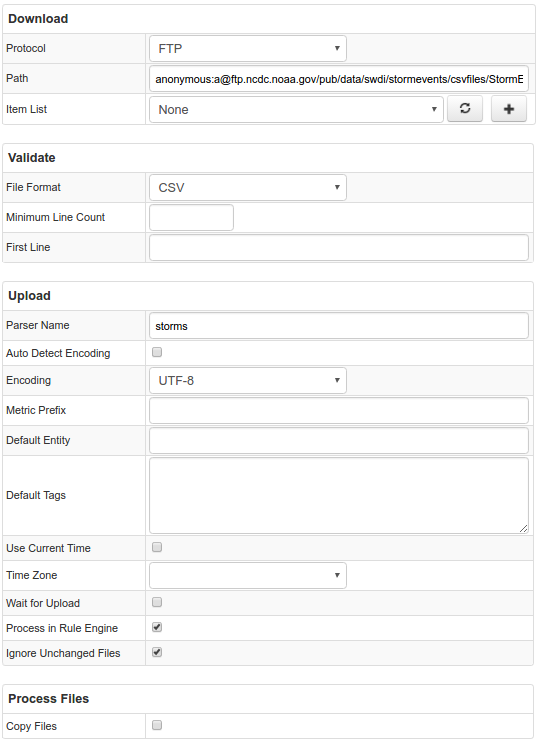 Download
Protocol FTP
Path anonymous:a@ftp.ncdc.noaa.gov/pub/data/swdi/stormevents/csvfiles/StormE
Item List None
Validate
File Format CSV
Minimum Line Count
First Line
Upload
Parser Name storms
Auto Detect Encoding
Encoding UTF-8
Metric Prefix
Default Entity
Default Tags
Use Current Time
Time Zone
Wait for Upload
Process in Rule Engine
Ignore Unchanged Files
Process Files
Copy Files